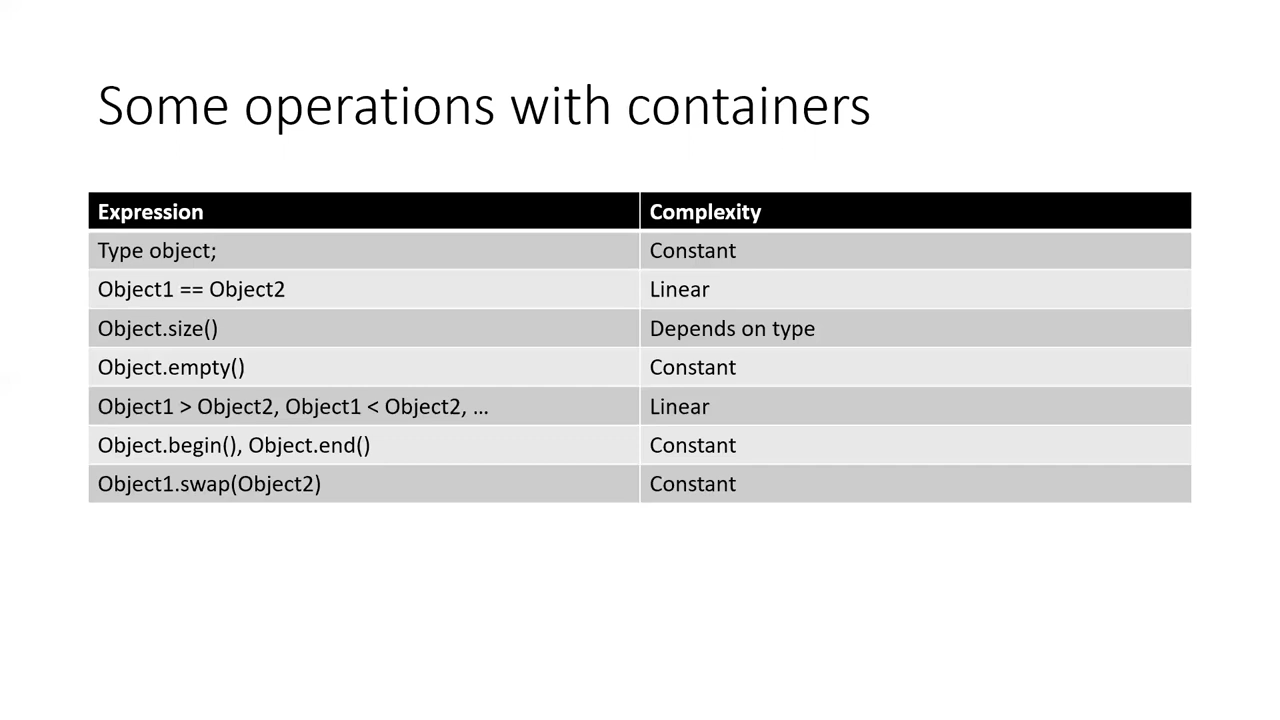 Some operations with containers
Expression Complexity
Type object; Constant
Object1 == Object2 Linear
Object.size() Depends on type
Object.empty() Constant
Object1 > Object2, Object1 < Object2, … Linear
Object.begin(), Object.end() Constant
Object1.swap(Object2) Constant